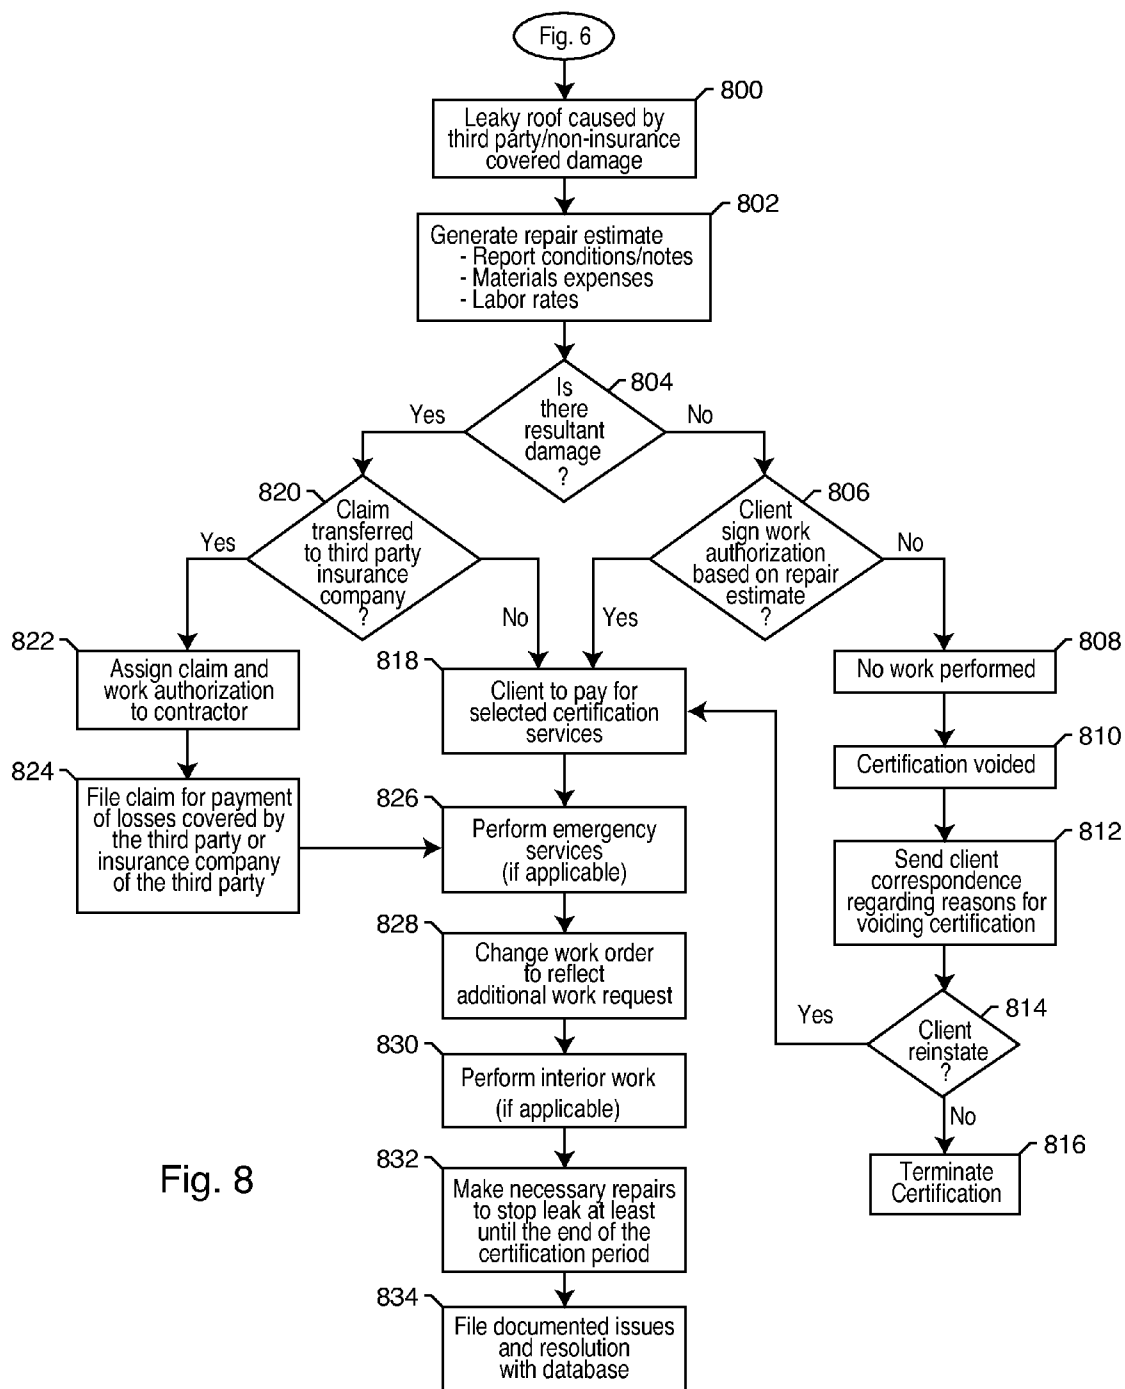 Fig. 6
800
Leaky roof caused by
third party/non-insurance
covered damage
802
Generate repair estimate
- Report conditions/notes
- Materials expenses
- Labor rates
804
Is
there
resultant
damage
?
Yes
No
820
Claim
transferred
to third party
insurance
company
?
Yes
No
806
Client
sign work
authorization
based on repair
estimate
?
Yes
No
822
Assign claim and
work authorization
to contractor
818
Client to pay for
selected certification
services
808
No work performed
810
Certification voided
824
File claim for payment
of losses covered by
the third party or
insurance company
of the third party
826
Perform emergency
services
(if applicable)
812
Send client
correspondence
regarding reasons for
voiding certification
828
Change work order
to reflect
additional work request
814
Client
reinstate
?
Yes
No
830
Perform interior work
(if applicable)
816
Terminate
Certification
832
Make necessary repairs
to stop leak at least
until the end of the
certification period
834
File documented issues
and resolution
with database
Fig. 8